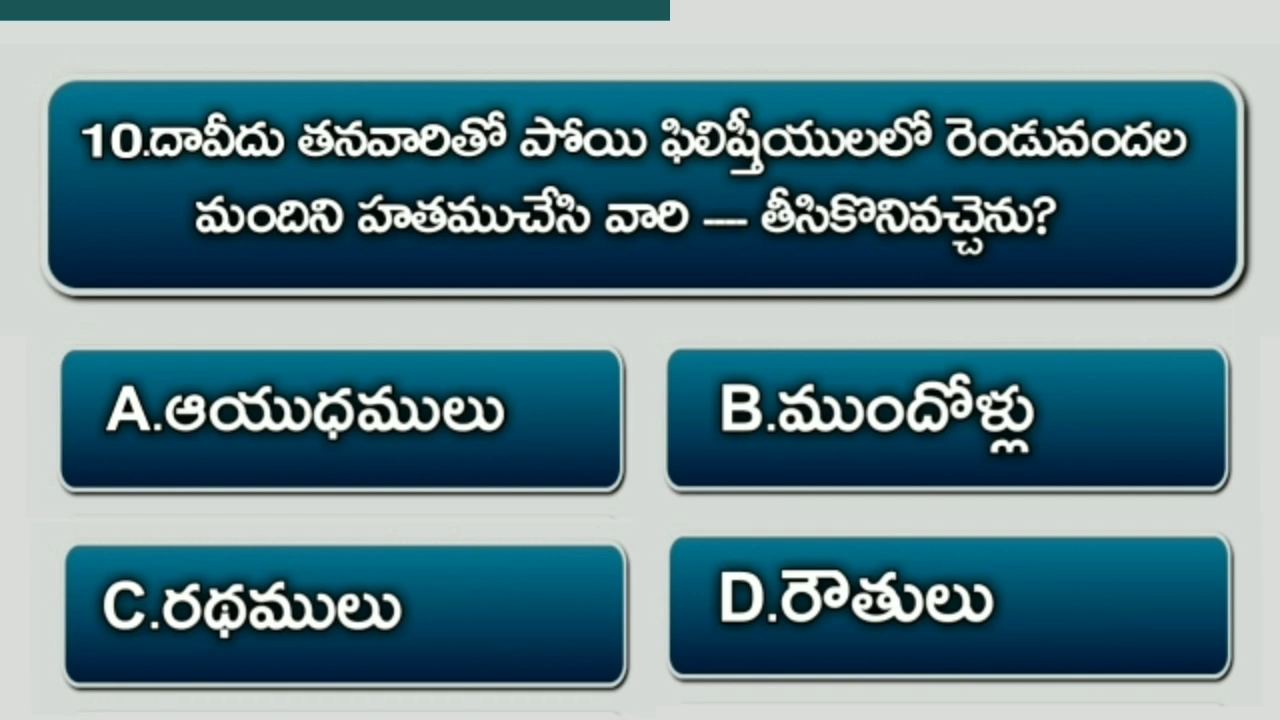 10.దావీదు తనవారితో పోయి ఫిలిష్తీయులలో రెండువందల
మందిని హతముచేసి వారి ---- తీసికొనివచ్చెను?
A.ఆయుధములు
B.ముందోళ్లు
C.రథములు
D.రౌతులు